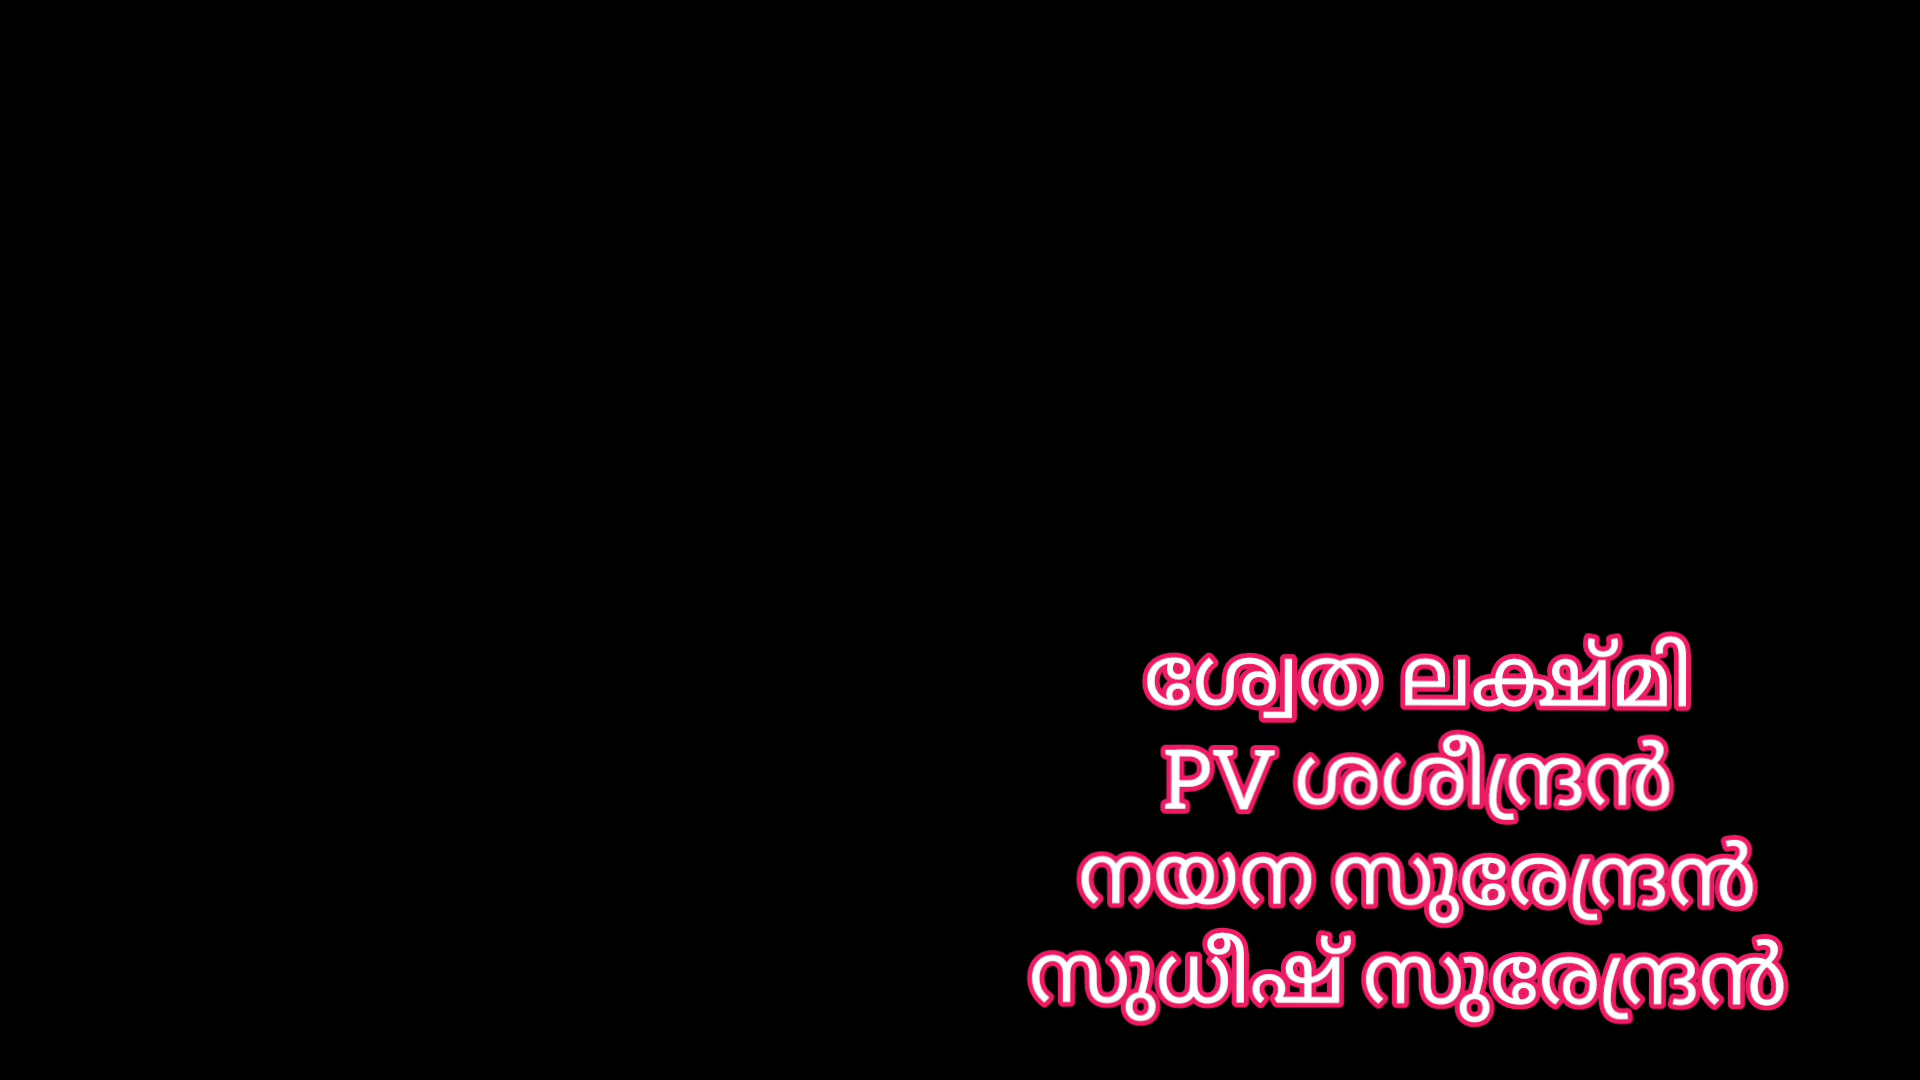 ശ്വേത ലക്ഷ്മി
PV ശശീന്ദ്രൻ
നയന സുരേന്ദ്രൻ
സുധീഷ് സുരേന്ദ്രൻ